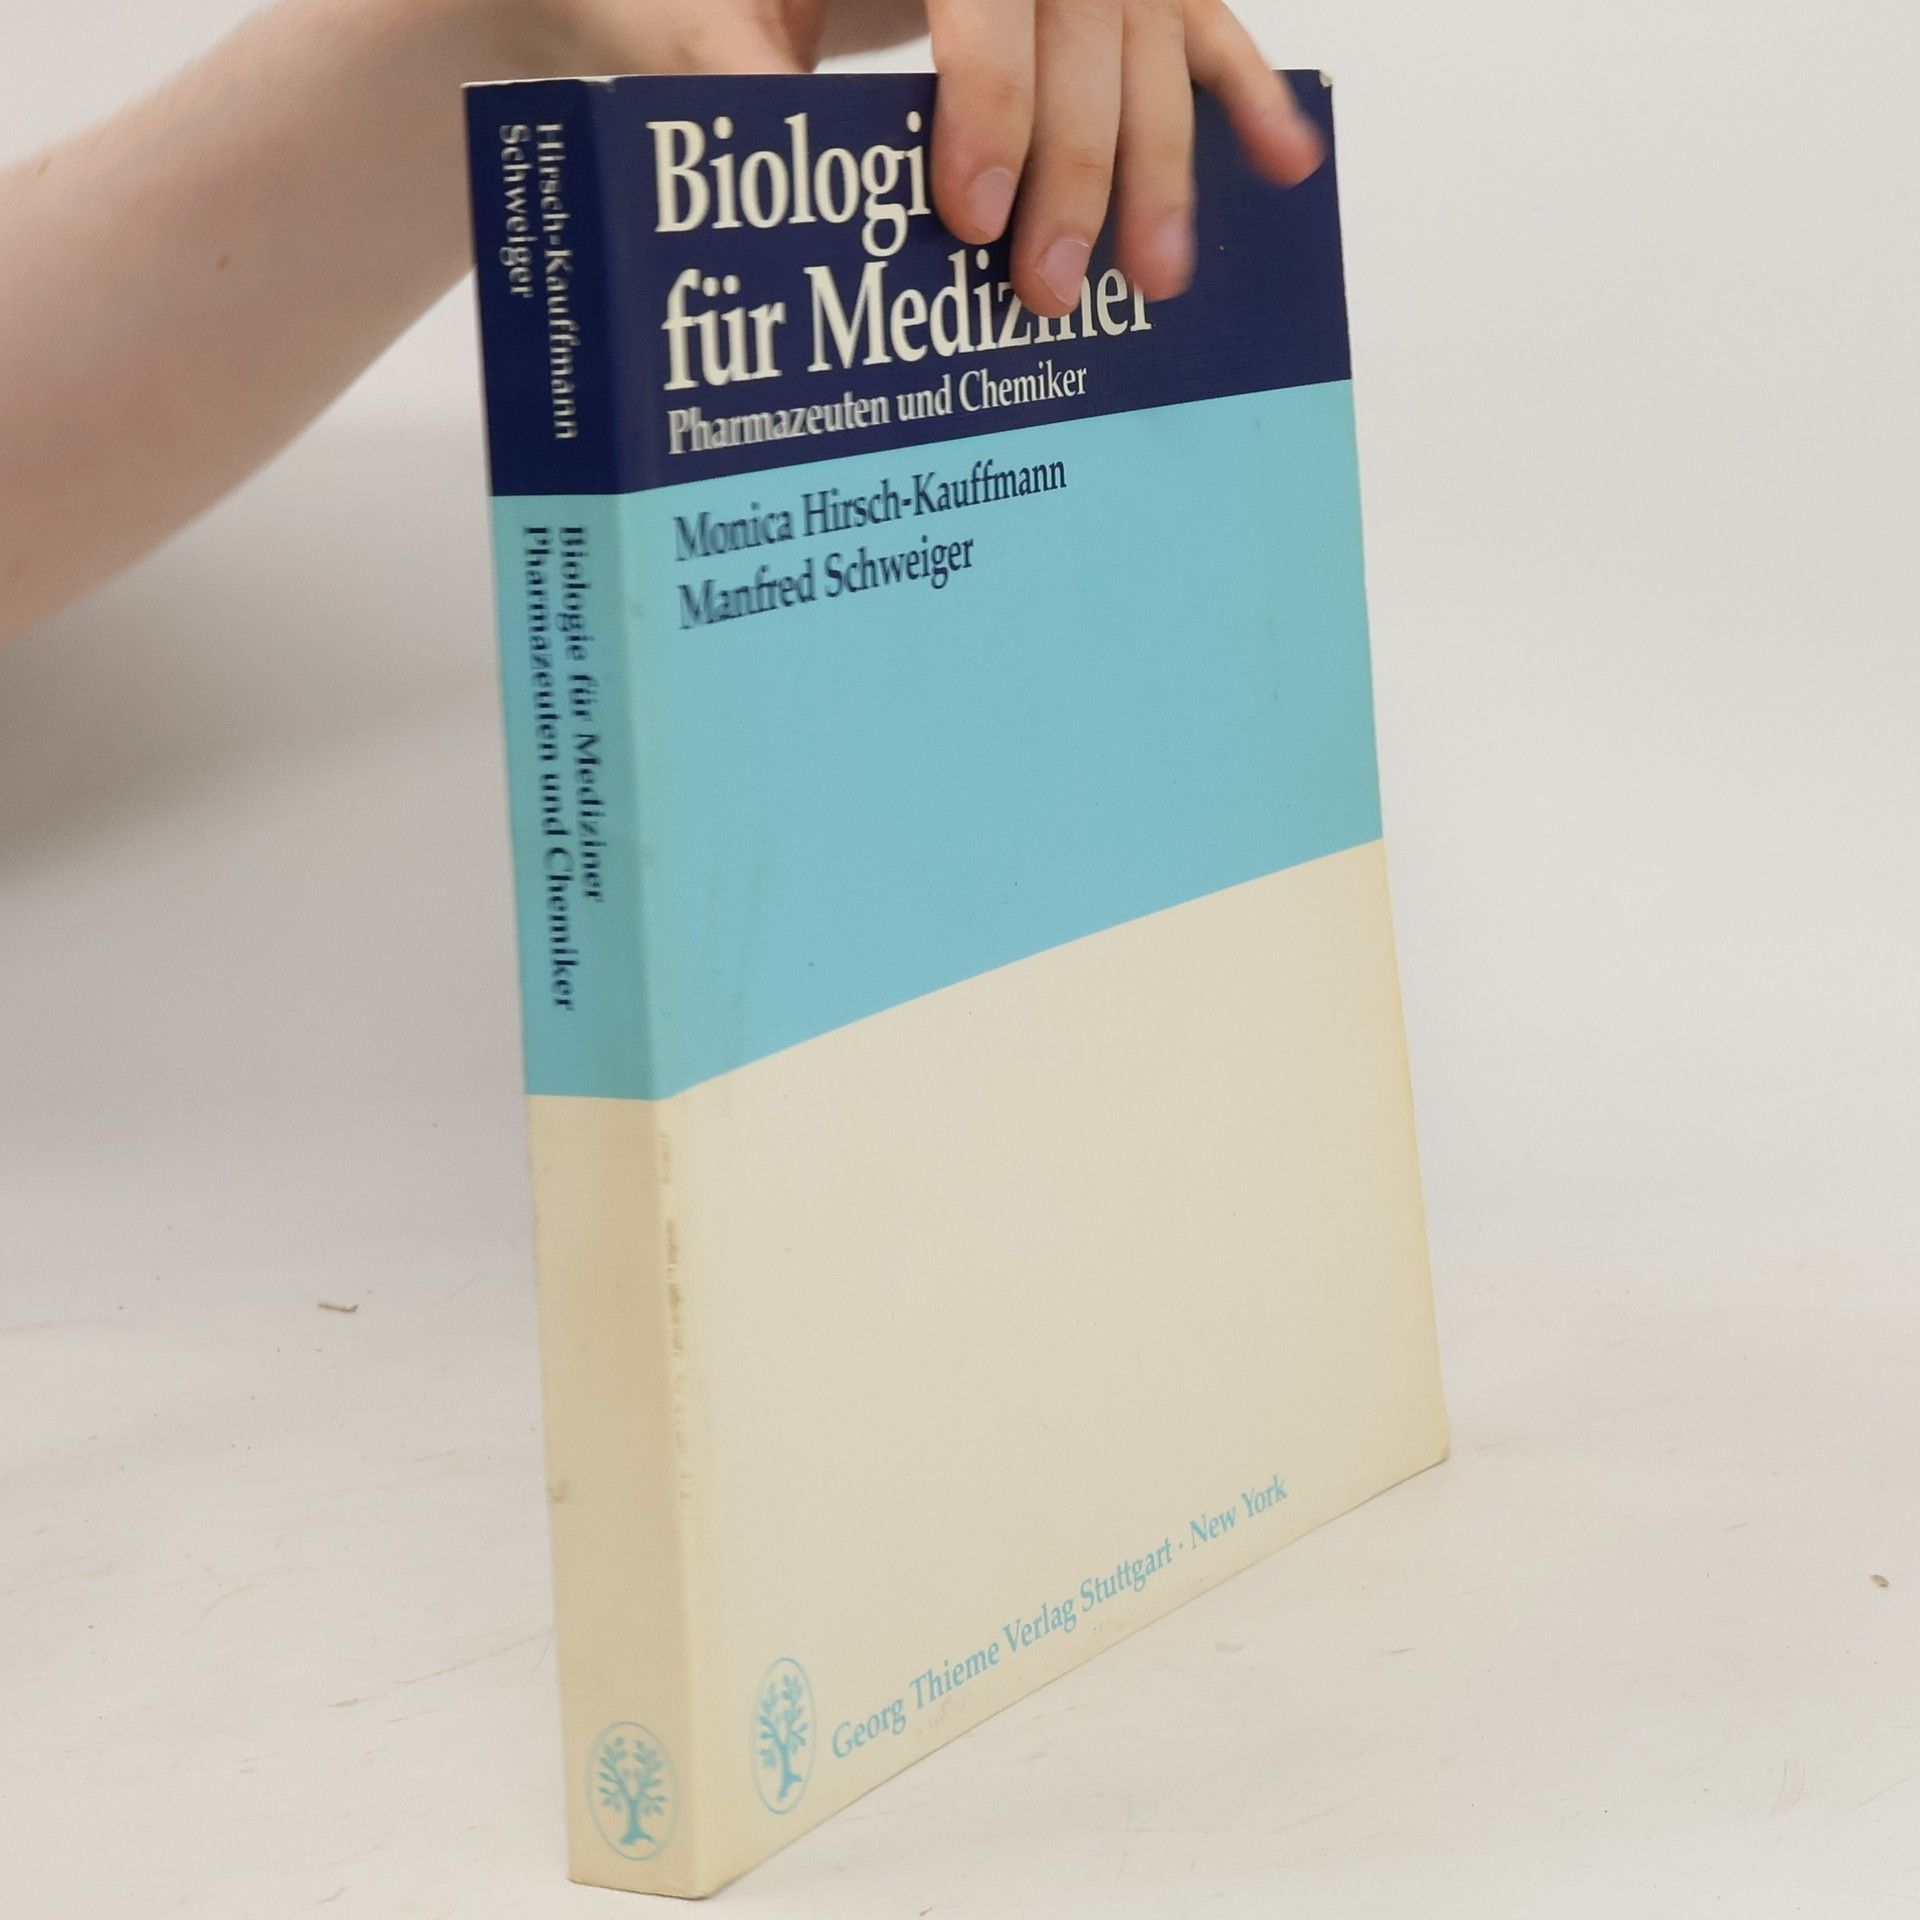 Hirsch-Kauffmann
Schweiger
Biologie für Mediziner
Pharmazeuten und Chemiker
Biologi
für Mediziner
Pharmazeuten und Chemiker
Monica Hirsch-Kauffmann
Manfred Schweiger
Georg Thieme Verlag Stuttgart · New York